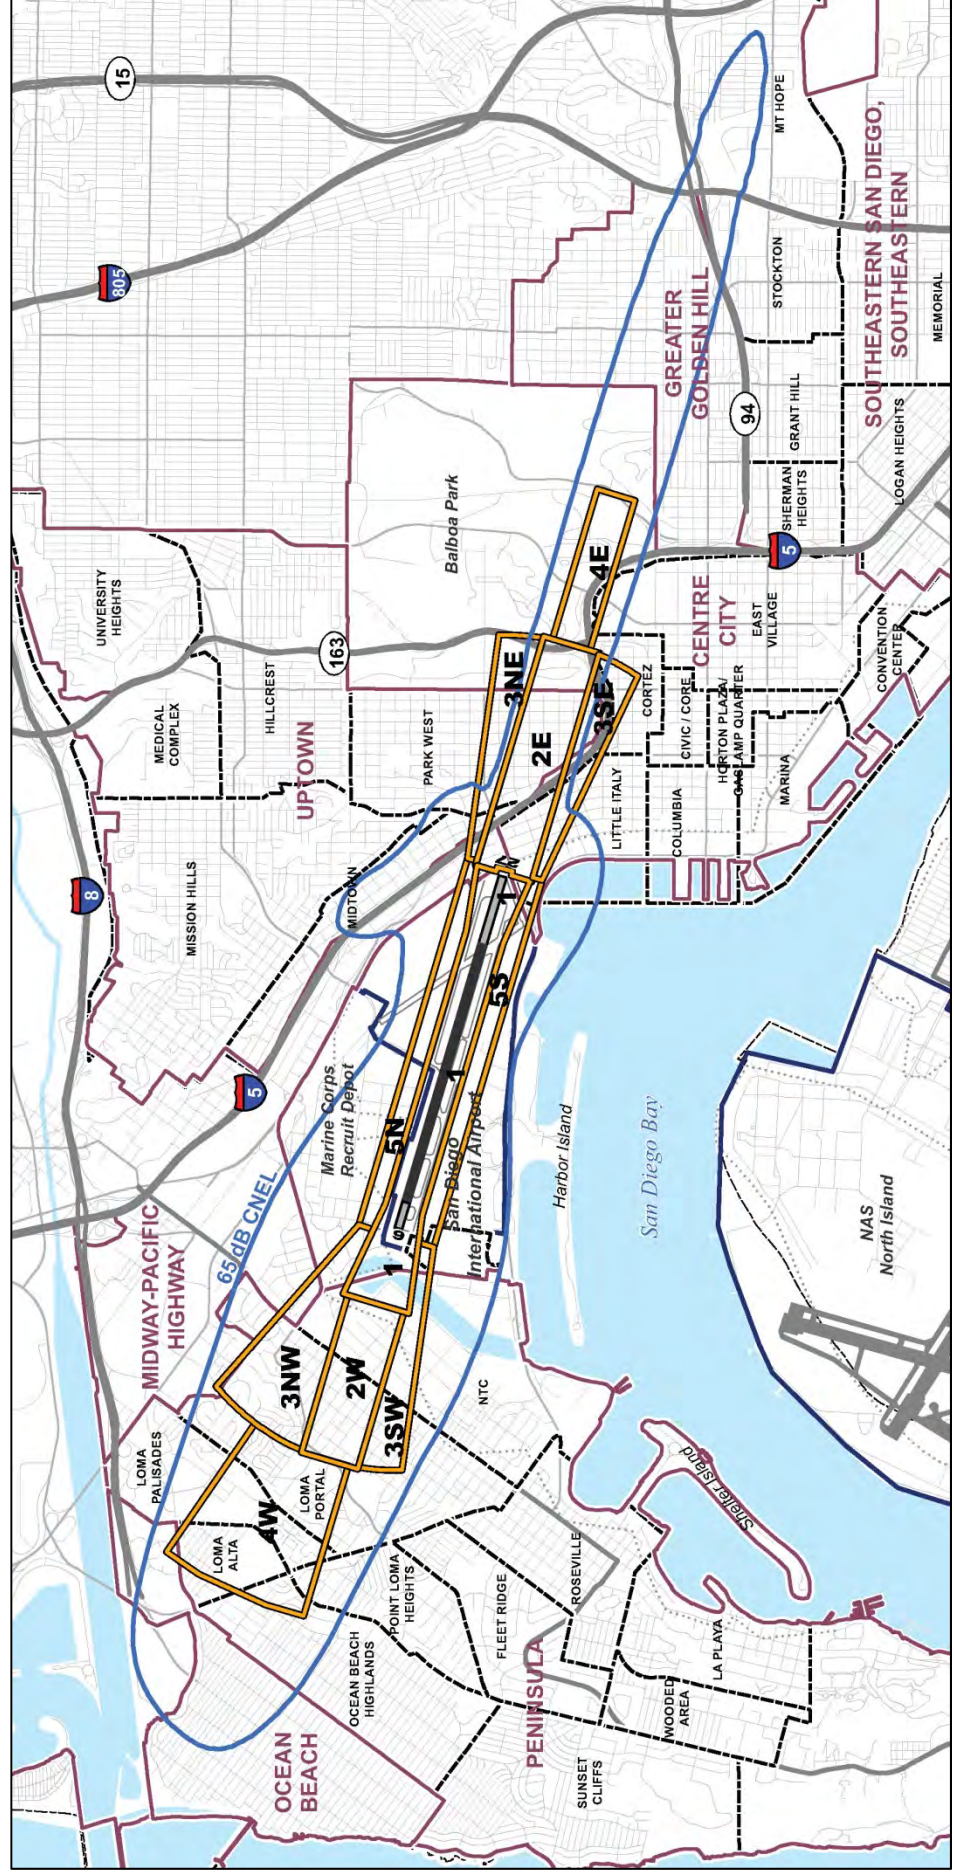 15
805
MT HOPE
STOCKTON
SOUTHEASTERN SAN DIEGO,
SOUTHEASTERN
MEMORIAL
GREATER
GOLDEN HILL
94
GRANT HILL
SHERMAN
HEIGHTS
LOGAN HEIGHTS
5
Balboa Park
4E
CENTRE
CITY
EAST
VILLAGE
CONVENTION
CENTER
UNIVERSITY
HEIGHTS
163
3NE
3SE
2E
CORTEZ
CIVIC / CORE
HORTON PLAZA/
GASLAMP QUARTER
MARINA
MEDICAL
COMPLEX
HILLCREST
UPTOWN
PARK WEST
LITTLE ITALY
COLUMBIA
8
MISSION HILLS
MIDTOWN
5
1
5S
1
5N
1
Marine Corps
Recruit Depot
San Diego
International Airport
Harbor Island
San Diego Bay
NAS
North Island
65 dB CNEL
MIDWAY-PACIFIC
HIGHWAY
3NW
2W
3SW
NTC
LOMA
PALISADES
LOMA
PORTAL
4W
LOMA
ALTA
Shelter Island
POINT LOMA
HEIGHTS
FLEET RIDGE
ROSEVILLE
OCEAN BEACH
HIGHLANDS
LA PLAYA
WOODED
AREA
PENINSULA
OCEAN
BEACH
SUNSET
CLIFFS